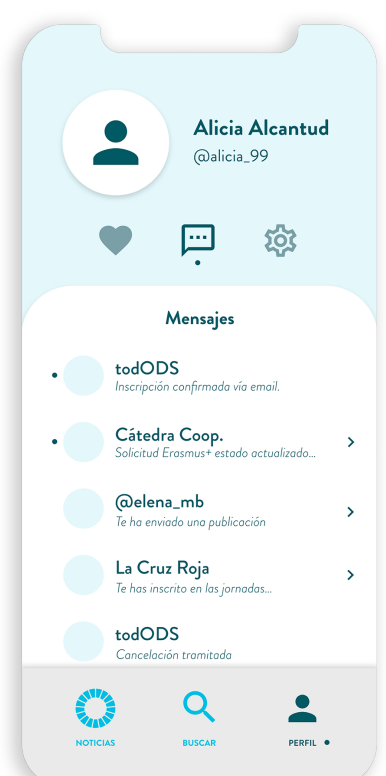 Alicia Alcantud
@alicia_99
Mensajes
todODS
Inscripción confirmada vía email.
Cátedra Coop.
Solicitud Erasmus+ estado actualizado...
@elena_mb
Te ha enviado una publicación
La Cruz Roja
Te has inscrito en las jornadas...
todODS
Cancelación tramitada
NOTICIAS
BUSCAR
PERFIL